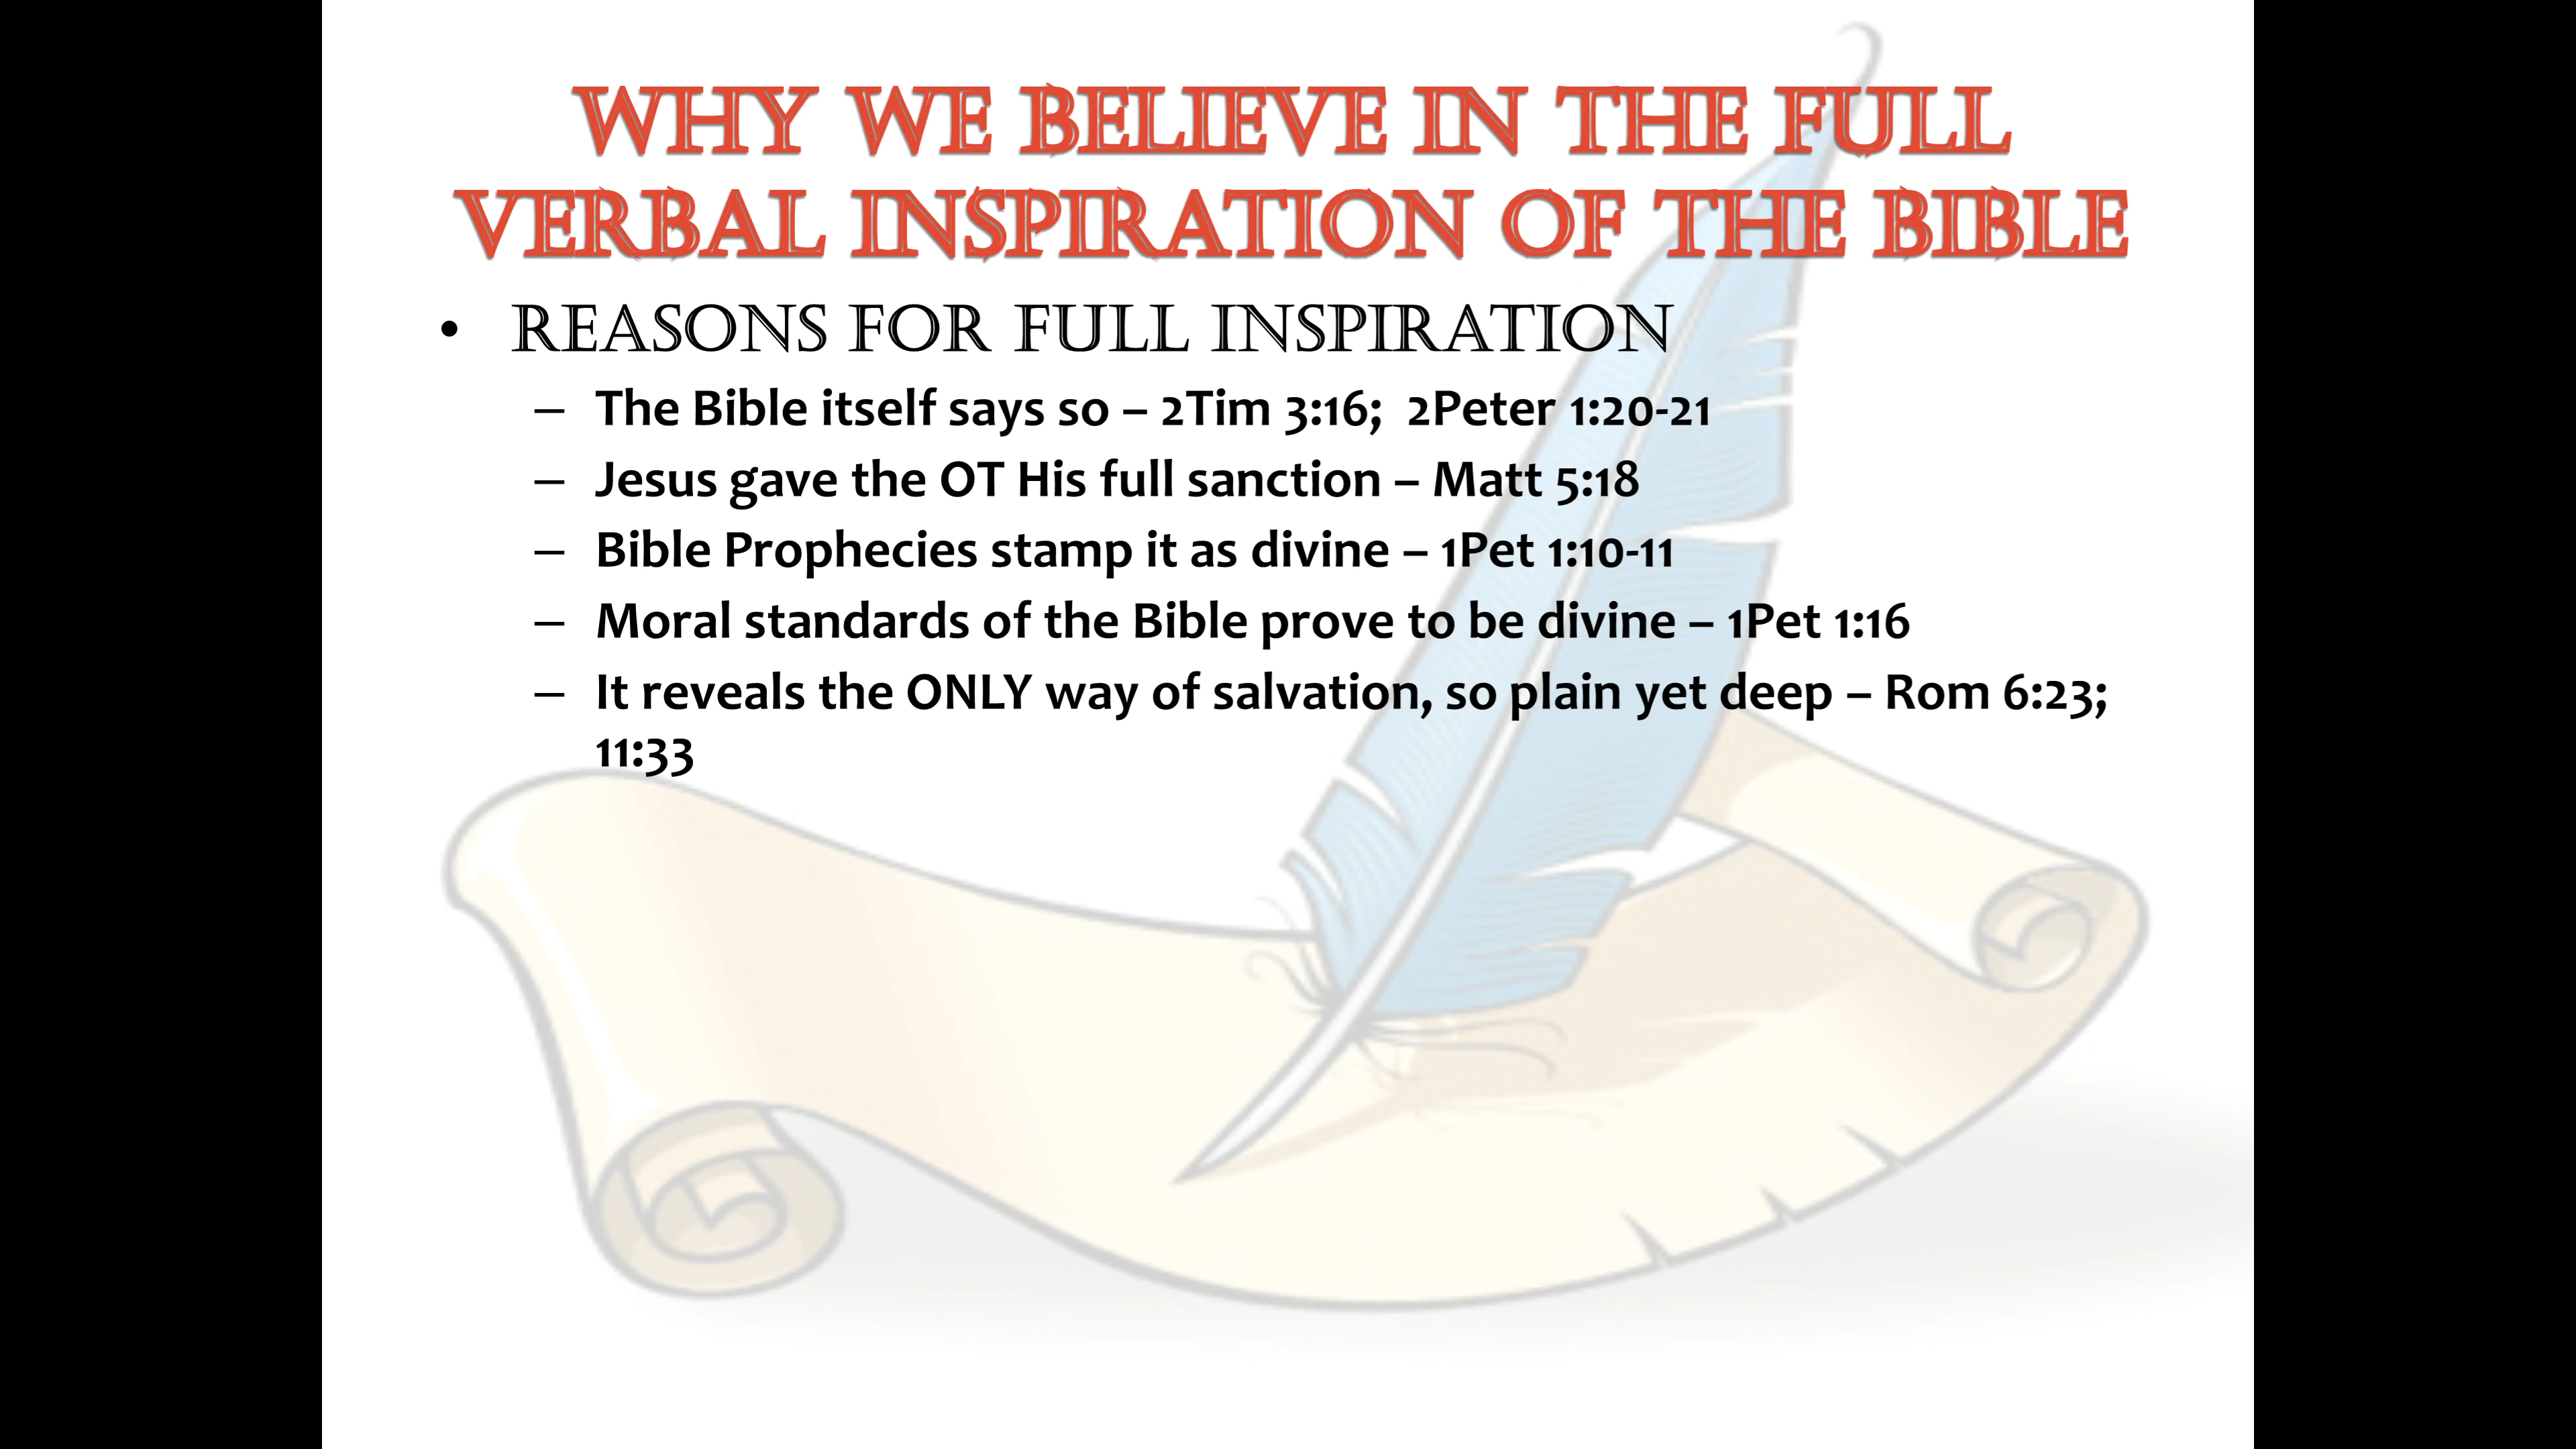 WHY WE BELIEVE IN THE FULL
VERBAL INSPIRATION OF THE BIBLE
• REASONS FOR FULL INSPIRATION
– The Bible itself says so – 2Tim 3:16;  2Peter 1:20-21
– Jesus gave the OT His full sanction – Matt 5:18
– Bible Prophecies stamp it as divine – 1Pet 1:10-11
– Moral standards of the Bible prove to be divine – 1Pet 1:16
– It reveals the ONLY way of salvation, so plain yet deep – Rom 6:23;
11:33